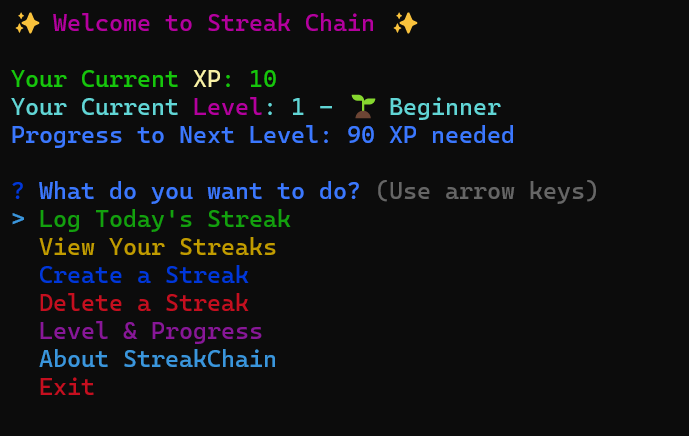 ✨ Welcome to Streak Chain ✨
Your Current XP: 10
Your Current Level: 1 - 🌱 Beginner
Progress to Next Level: 90 XP needed
? What do you want to do? (Use arrow keys)
> Log Today's Streak
View Your Streaks
Create a Streak
Delete a Streak
Level & Progress
About StreakChain
Exit